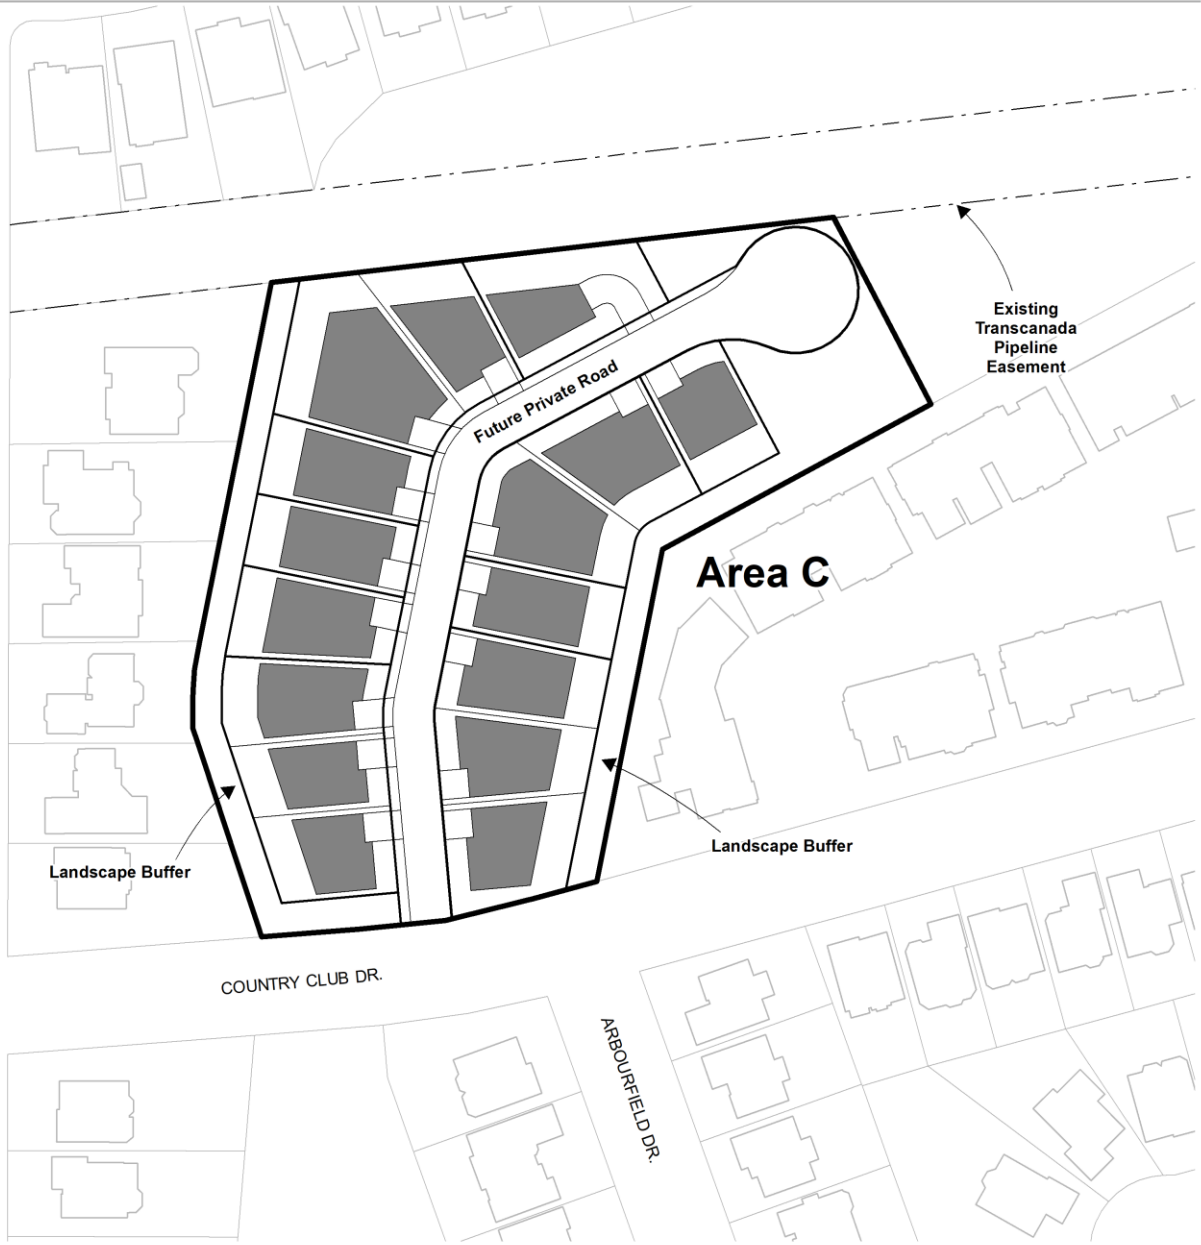 Existing
Transcanada
Pipeline
Easement
Future Private Road
Area C
Landscape Buffer
Landscape Buffer
COUNTRY CLUB DR.
ARBOURFIELD DR.